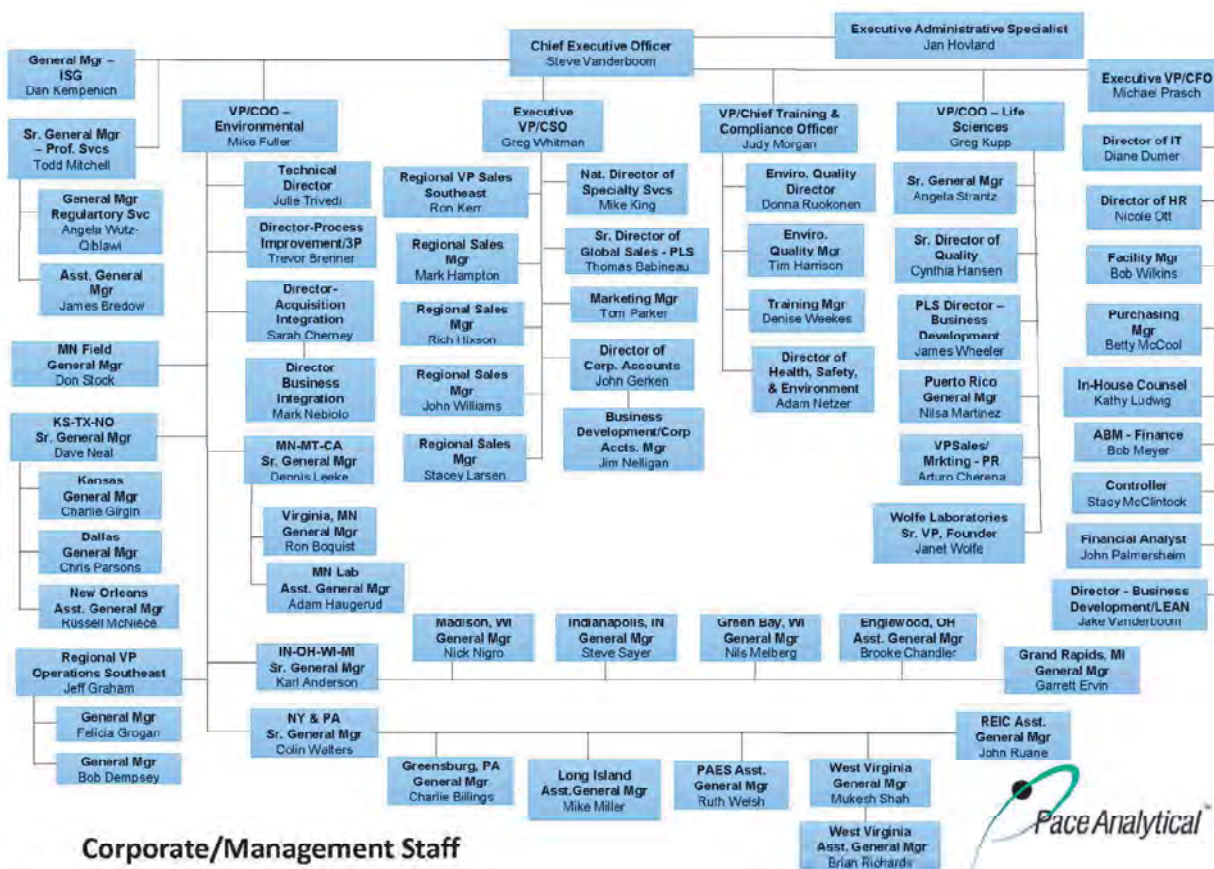 Chief Executive Officer
Steve Vanderboom
Executive Administrative Specialist
Jan Hovland
General Mgr –
ISG
Dan Kempenich
Executive VP/CFO
Michael Prasch
VP/COO –
Environmental
Mike Fuller
Executive
VP/CSO
Greg Whitman
VP/Chief Training &
Compliance Officer
Judy Morgan
VP/COO – Life
Sciences
Greg Kupp
Sr. General Mgr
– Prof. Svcs
Todd Mitchell
General Mgr
Regulartory Svc
Angela Wutz-
Qiblawi
Asst. General
Mgr
James Bredow
MN Field
General Mgr
Don Stock
KS-TX-NO
Sr. General Mgr
Dave Neal
Kansas
General Mgr
Charlie Girgin
Dallas
General Mgr
Chris Parsons
New Orleans
Asst. General Mgr
Russell McNiece
Regional VP
Operations Southeast
Jeff Graham
General Mgr
Felicia Grogan
General Mgr
Bob Dempsey
Technical
Director
Julie Trivedi
Director-Process
Improvement/3P
Trevor Brenner
Director-
Acquisition
Integration
Sarah Cherney
Director
Business
Integration
Mark Nebiolo
MN-MT-CA
Sr. General Mgr
Dennis Leeke
Virginia, MN
General Mgr
Ron Boquist
MN Lab
Asst. General Mgr
Adam Haugerud
IN-OH-WI-MI
Sr. General Mgr
Karl Anderson
Madison, WI
General Mgr
Nick Nigro
Indianapolis, IN
General Mgr
Steve Sayer
Green Bay, WI
General Mgr
Nils Melberg
Englewood, OH
Asst. General Mgr
Brooke Chandler
Grand Rapids, MI
General Mgr
Garrett Ervin
NY & PA
Sr. General Mgr
Colin Walters
Greensburg, PA
General Mgr
Charlie Billings
Long Island
Asst.General Mgr
Mike Miller
PAES Asst.
General Mgr
Ruth Welsh
West Virginia
General Mgr
Mukesh Shah
West Virginia
Asst. General Mgr
Brian Richards
REIC Asst.
General Mgr
John Ruane
Regional VP Sales
Southeast
Ron Kerr
Regional Sales
Mgr
Mark Hampton
Regional Sales
Mgr
Rich Hixson
Regional Sales
Mgr
John Williams
Regional Sales
Mgr
Stacey Larsen
Nat. Director of
Specialty Svcs
Mike King
Sr. Director of
Global Sales - PLS
Thomas Babineau
Marketing Mgr
Tom Parker
Director of
Corp. Accounts
John Gerken
Business
Development/Corp
Accts. Mgr
Jim Nelligan
Enviro. Quality
Director
Donna Ruokonen
Enviro.
Quality Mgr
Tim Harrison
Training Mgr
Denise Weekes
Director of
Health, Safety,
& Environment
Adam Netzer
Sr. General Mgr
Angela Strantz
Sr. Director of
Quality
Cynthia Hansen
PLS Director –
Business
Development
James Wheeler
Puerto Rico
General Mgr
Nilsa Martinez
VPSales/
Mrkting - PR
Arturo Cherena
Wolfe Laboratories
Sr. VP, Founder
Janet Wolfe
Director of IT
Diane Dumer
Director of HR
Nicole Ott
Facility Mgr
Bob Wilkins
Purchasing
Mgr
Betty McCool
In-House Counsel
Kathy Ludwig
ABM - Finance
Bob Meyer
Controller
Stacy McClintock
Financial Analyst
John Palmersheim
Director - Business
Development/LEAN
Jake Vanderboom
Corporate/Management Staff
Pace Analytical